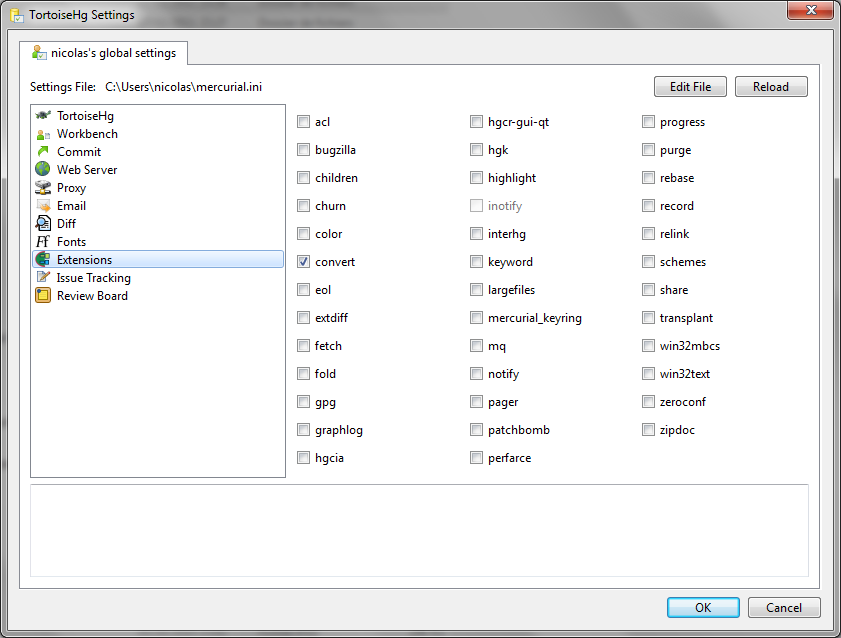 TortoiseHg Settings
nicolas's global settings
Settings File: C:\Users\nicolas\mercurial.ini
Edit File
Reload
TortoiseHg
Workbench
Commit
Web Server
Proxy
Email
Diff
Fonts
Extensions
Issue Tracking
Review Board
acl
bugzilla
children
churn
color
convert
eol
extdiff
fetch
fold
gpg
graphlog
hgcia
hgcr-gui-qt
hgk
highlight
inotify
interhg
keyword
largefiles
mercurial_keyring
mq
notify
pager
patchbomb
perfarce
progress
purge
rebase
record
relink
schemes
share
transplant
win32mbcs
win32text
zeroconf
zipdoc
OK
Cancel